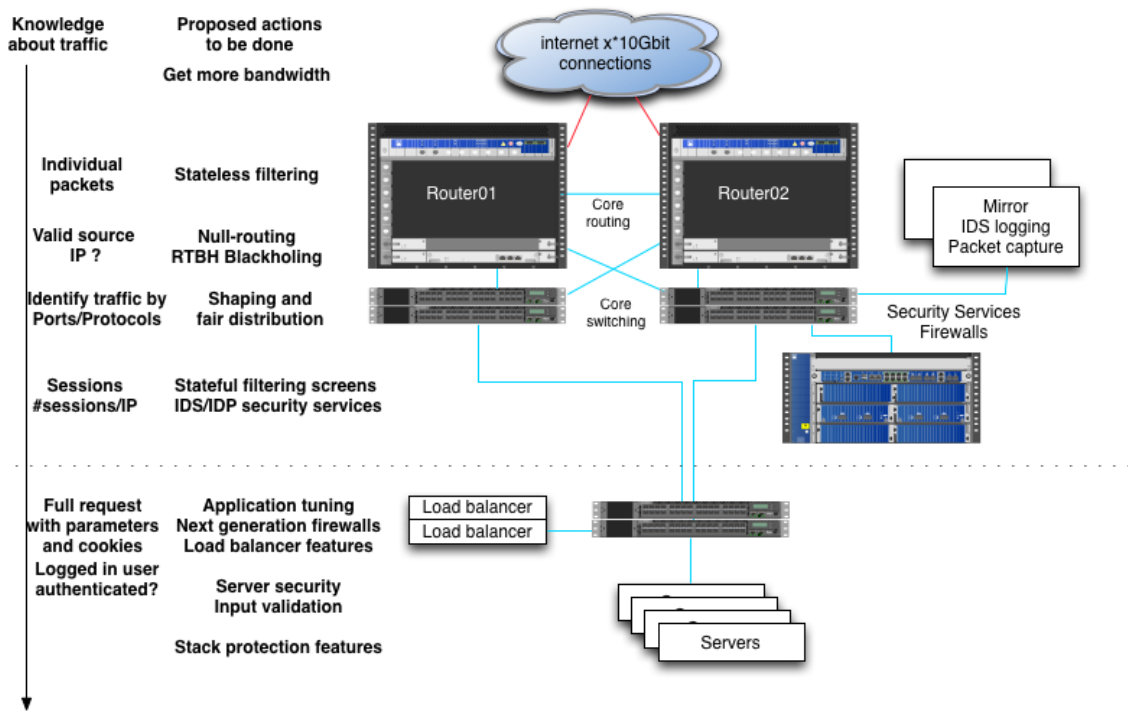 Knowledge
about traffic
Proposed actions
to be done
Get more bandwidth
internet x*10Gbit
connections
Individual
packets
Stateless filtering
Router01
Router02
Core
routing
Mirror
IDS logging
Packet capture
Valid source
IP ?
Null-routing
RTBH Blackholing
Identify traffic by
Ports/Protocols
Shaping and
fair distribution
Core
switching
Security Services
Firewalls
Sessions
#sessions/IP
Stateful filtering screens
IDS/IDP security services
Full request
with parameters
and cookies
Logged in user
authenticated?
Application tuning
Next generation firewalls
Load balancer features
Load balancer
Load balancer
Server security
Input validation
Stack protection features
Servers